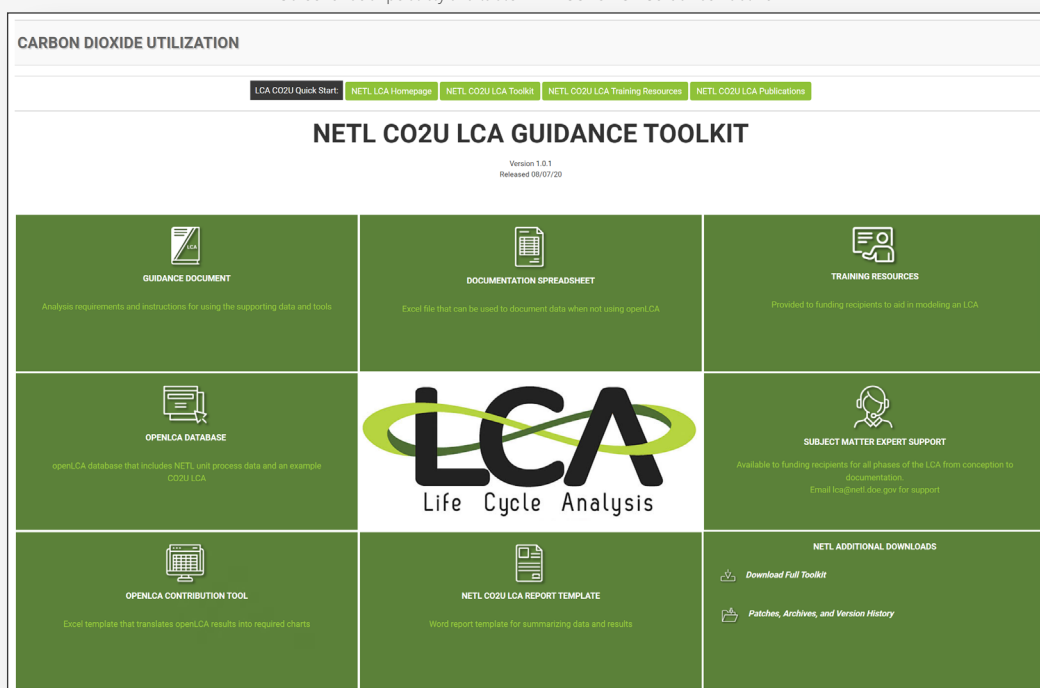 CARBON DIOXIDE UTILIZATION
LCA CO2U Quick Start:
NETL LCA Homepage
NETL CO2U LCA Toolkit
NETL CO2U LCA Training Resources
NETL CO2U LCA Publications
NETL CO2U LCA GUIDANCE TOOLKIT
Version 1.0.1
Released 08/07/20
LCA
GUIDANCE DOCUMENT
Analysis requirements and instructions for using the supporting data and tools
DOCUMENTATION SPREADSHEET
Excel file that can be used to document data when not using openLCA
TRAINING RESOURCES
Provided to funding recipients to aid in modeling an LCA
OPENLCA DATABASE
openLCA database that includes NETL unit process data and an example
CO2U LCA
LCA
Life Cycle Analysis
SUBJECT MATTER EXPERT SUPPORT
Available to funding recipients for all phases of the LCA from conception to
documentation.
Email lca@netl.doe.gov for support
OPENLCA CONTRIBUTION TOOL
Excel template that translates openLCA results into required charts
NETL CO2U LCA REPORT TEMPLATE
Word report template for summarizing data and results
NETL ADDITIONAL DOWNLOADS
Download Full Toolkit
Patches, Archives, and Version History